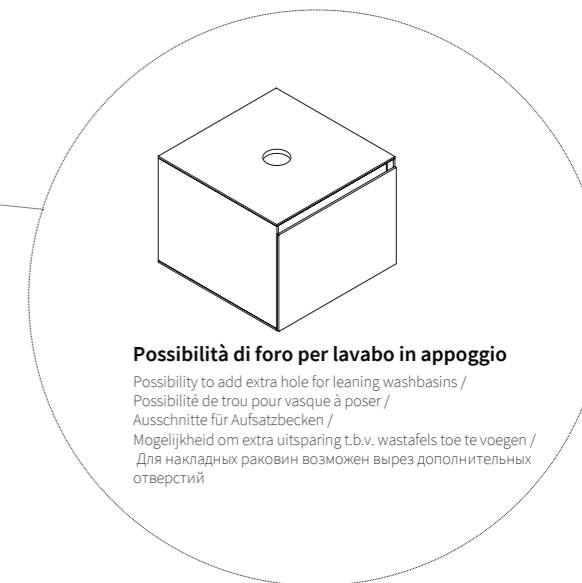 Possibilità di foro per lavabo in appoggio
Possibility to add extra hole for leaning washbasins /
Possibilité de trou pour vasque à poser /
Ausschnitte für Aufsatzbecken /
Mogelijkheid om extra uitsparing t.b.v. wastafels toe te voegen /
Для накладных раковин возможен вырез дополнительных
отверстий